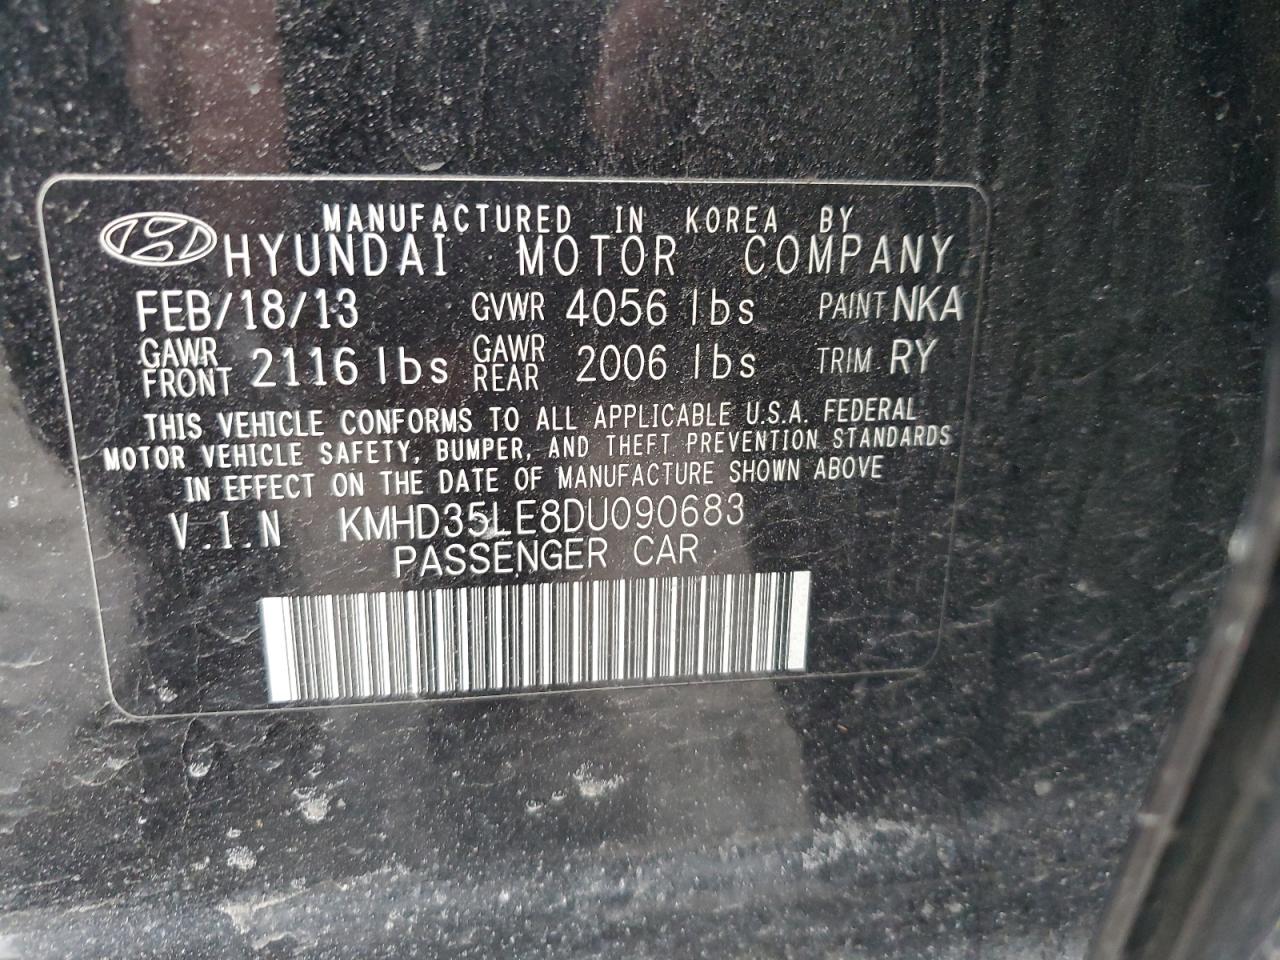 MANUFACTURED IN KOREA BY
HYUNDAI MOTOR COMPANY
FEB/18/13 GVWR 4056 lbs PAINT NKA
GAWR FRONT 2116 lbs GAWR REAR 2006 lbs TRIM RY
THIS VEHICLE CONFORMS TO ALL APPLICABLE U.S.A. FEDERAL
MOTOR VEHICLE SAFETY, BUMPER, AND THEFT PREVENTION STANDARDS
IN EFFECT ON THE DATE OF MANUFACTURE SHOWN ABOVE
V.I.N KMHD35LE8DU090683
PASSENGER CAR